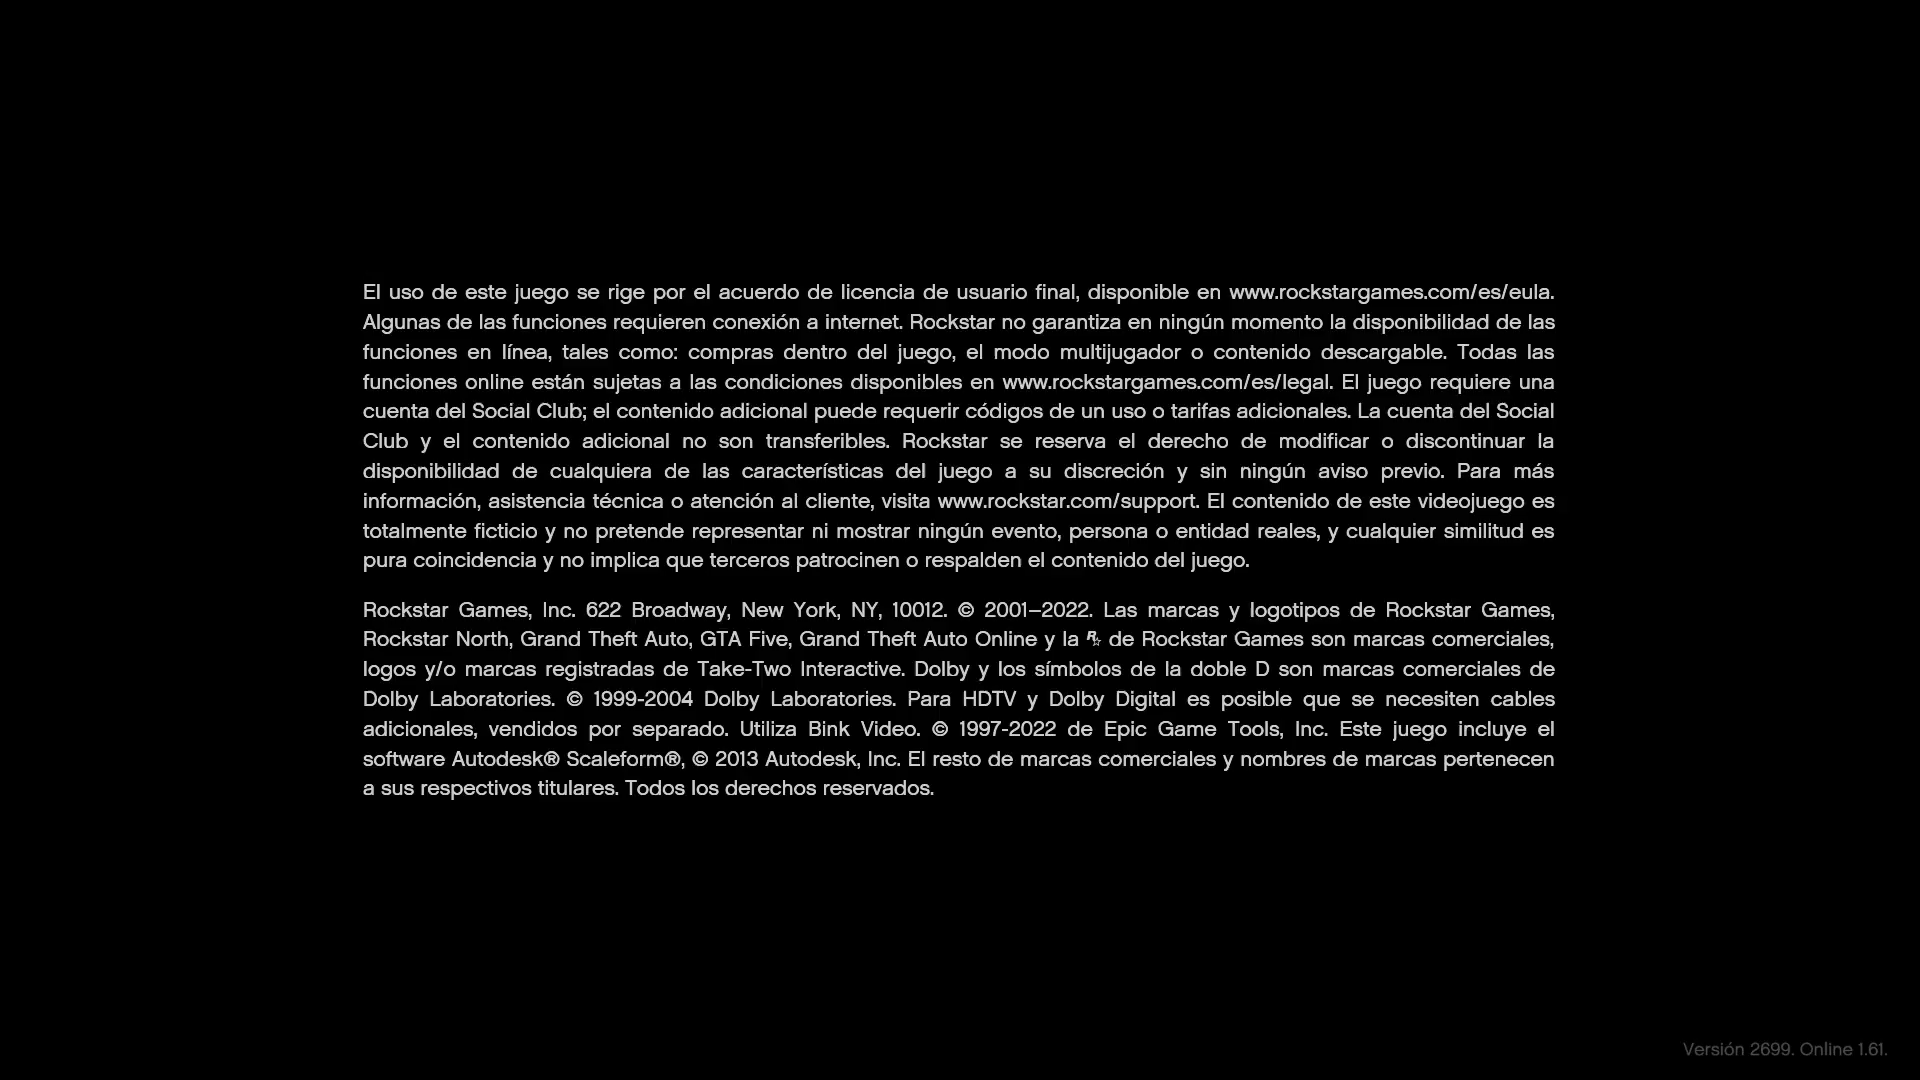 El uso de este juego se rige por el acuerdo de licencia de usuario final, disponible en www.rockstargames.com/es/eula.
Algunas de las funciones requieren conexión a internet. Rockstar no garantiza en ningún momento la disponibilidad de las
funciones en línea, tales como: compras dentro del juego, el modo multijugador o contenido descargable. Todas las
funciones online están sujetas a las condiciones disponibles en www.rockstargames.com/es/legal. El juego requiere una
cuenta del Social Club; el contenido adicional puede requerir códigos de un uso o tarifas adicionales. La cuenta del Social
Club y el contenido adicional no son transferibles. Rockstar se reserva el derecho de modificar o discontinuar la
disponibilidad de cualquiera de las características del juego a su discreción y sin ningún aviso previo. Para más
información, asistencia técnica o atención al cliente, visita www.rockstar.com/support. El contenido de este videojuego es
totalmente ficticio y no pretende representar ni mostrar ningún evento, persona o entidad reales, y cualquier similitud es
pura coincidencia y no implica que terceros patrocinen o respalden el contenido del juego.
Rockstar Games, Inc. 622 Broadway, New York, NY, 10012. © 2001–2022. Las marcas y logotipos de Rockstar Games,
Rockstar North, Grand Theft Auto, GTA Five, Grand Theft Auto Online y la R de Rockstar Games son marcas comerciales,
logos y/o marcas registradas de Take-Two Interactive. Dolby y los símbolos de la doble D son marcas comerciales de
Dolby Laboratories. © 1999-2004 Dolby Laboratories. Para HDTV y Dolby Digital es posible que se necesiten cables
adicionales, vendidos por separado. Utiliza Bink Video. © 1997-2022 de Epic Game Tools, Inc. Este juego incluye el
software Autodesk® Scaleform®, © 2013 Autodesk, Inc. El resto de marcas comerciales y nombres de marcas pertenecen
a sus respectivos titulares. Todos los derechos reservados.
Versión 2699. Online 1.61.